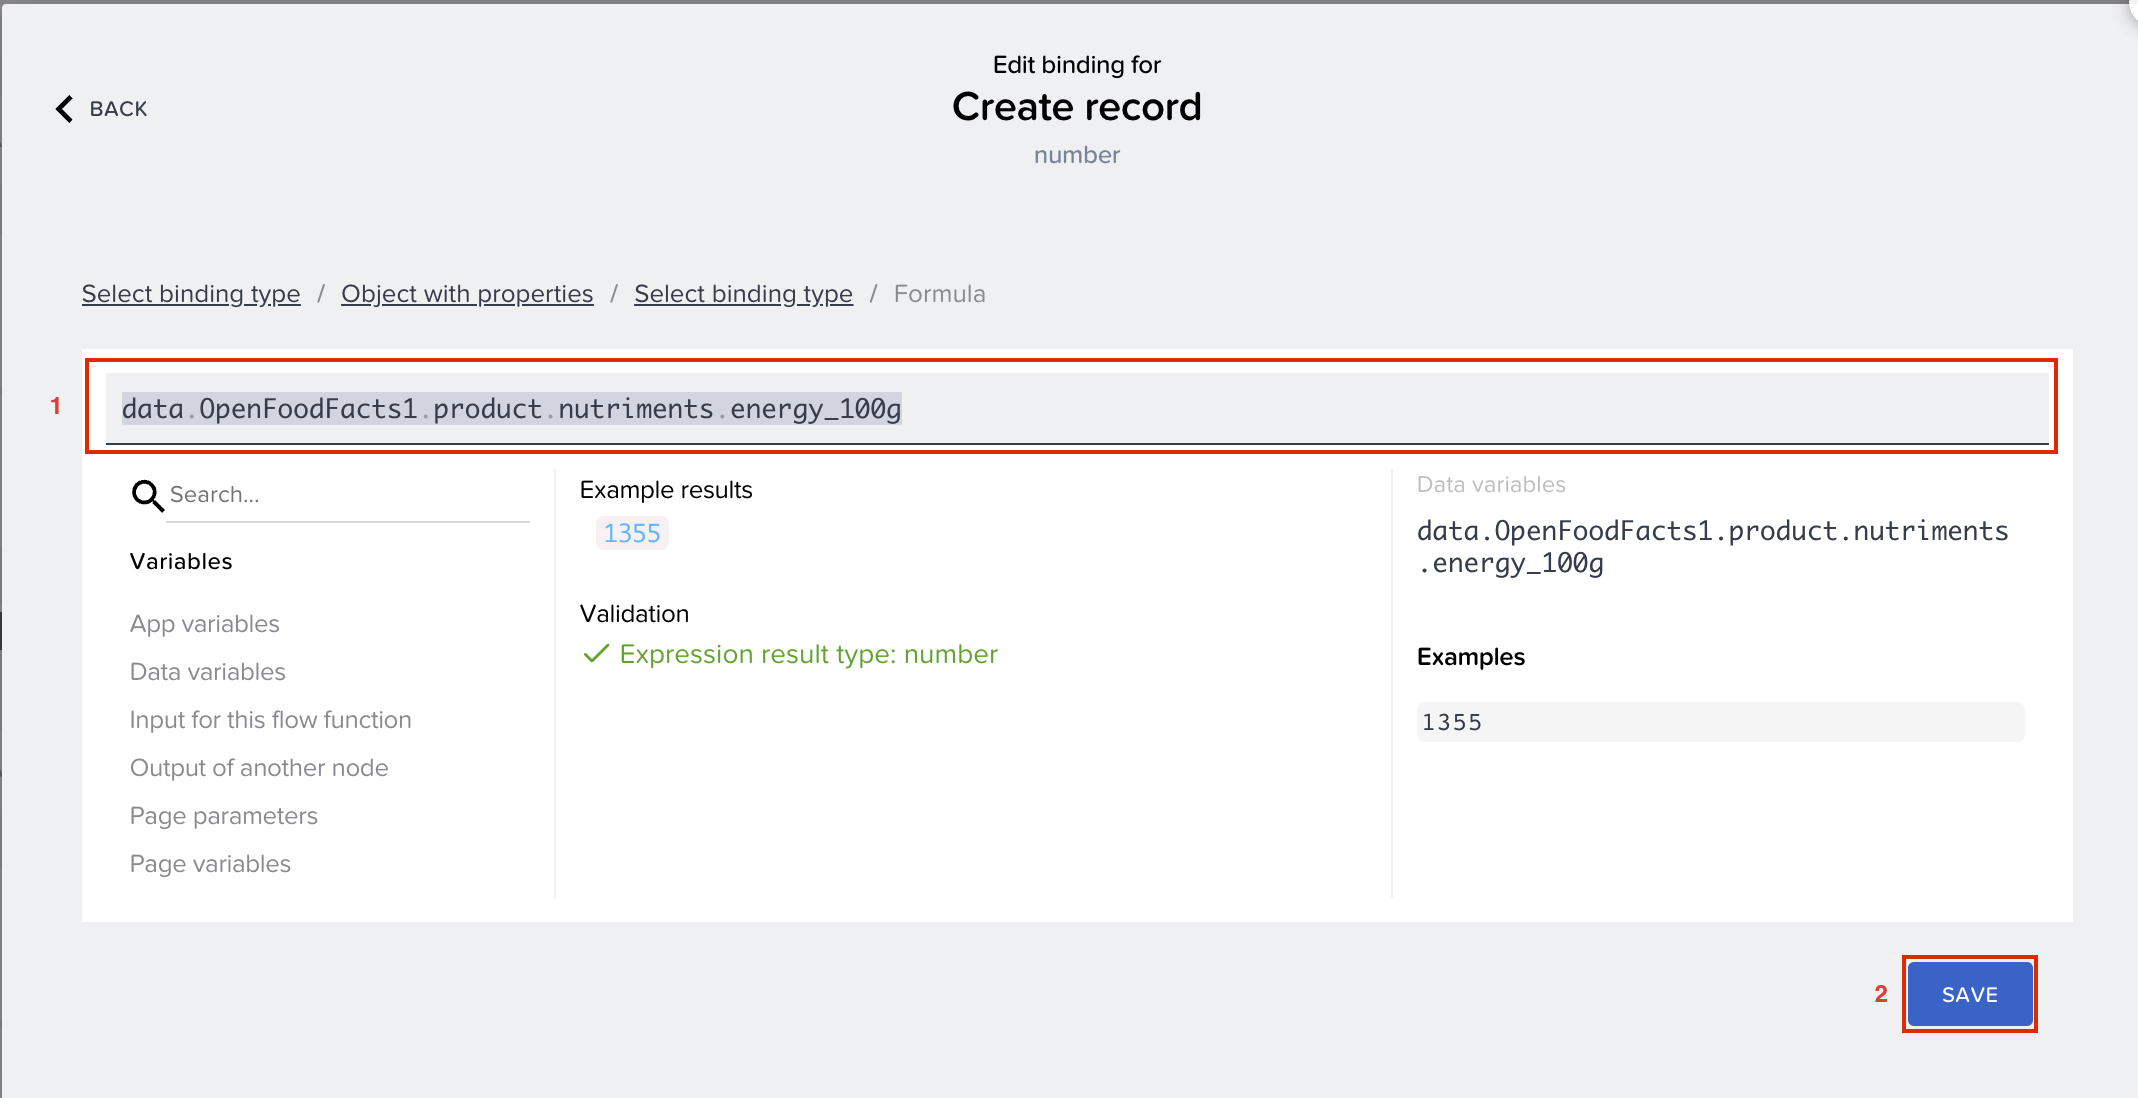 Edit binding for
BACK
Create record
number
Select binding type / Object with properties / Select binding type / Formula
1
data.OpenFoodFacts1.product.nutriments.energy_100g
Search...
Variables
App variables
Data variables
Input for this flow function
Output of another node
Page parameters
Page variables
Example results
1355
Validation
Expression result type: number
Data variables
data.OpenFoodFacts1.product.nutriments
.energy_100g
Examples
1355
2
SAVE